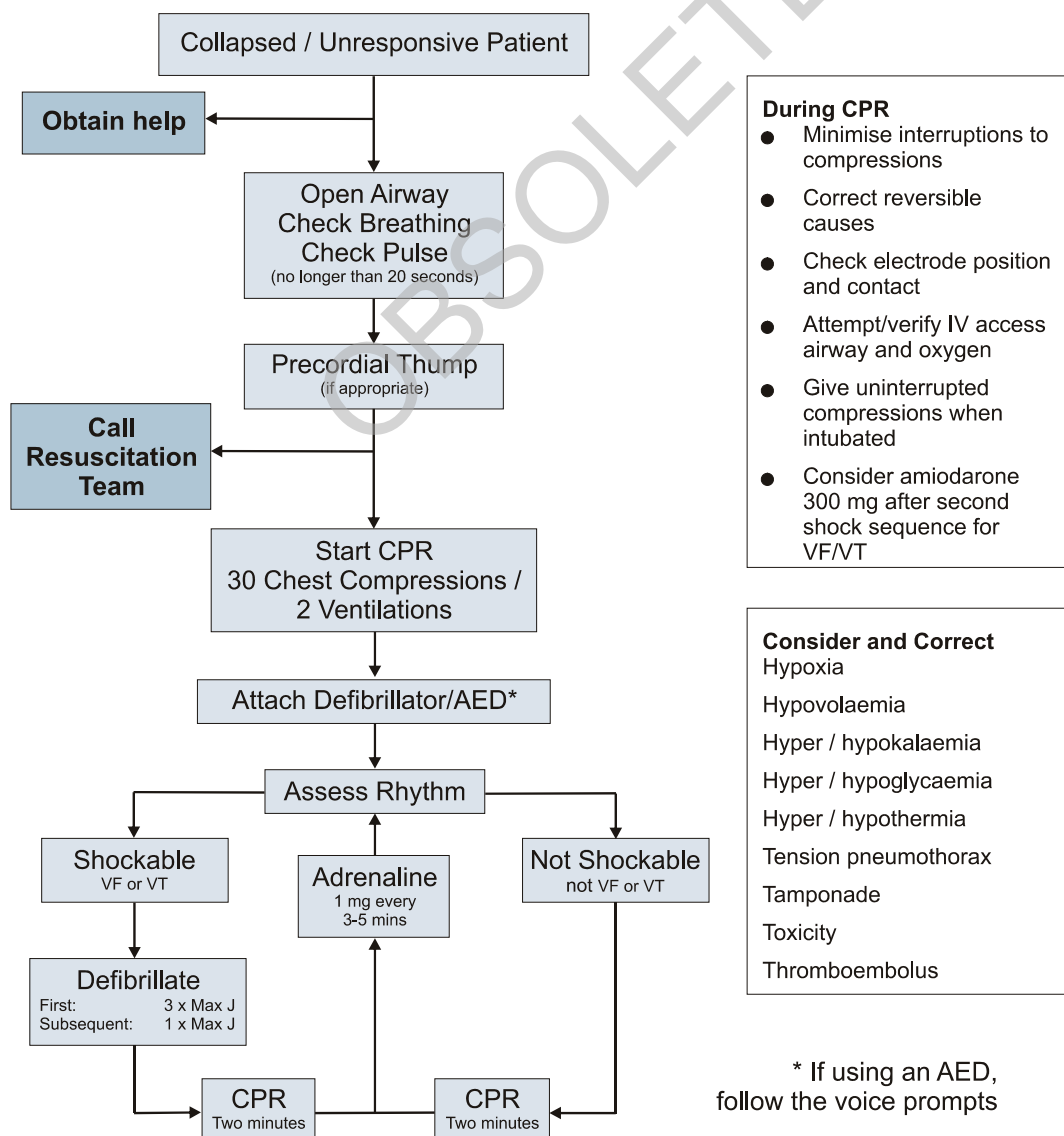 Collapsed / Unresponsive Patient
Obtain help
Open Airway
Check Breathing
Check Pulse
(no longer than 20 seconds)
Precordial Thump
(if appropriate)
Call
Resuscitation
Team
Start CPR
30 Chest Compressions /
2 Ventilations
Attach Defibrillator/AED*
Assess Rhythm
Shockable
VF or VT
Adrenaline
1 mg every
3-5 mins
Not Shockable
not VF or VT
Defibrillate
First: 3 x Max J
Subsequent: 1 x Max J
CPR
Two minutes
CPR
Two minutes
During CPR
● Minimise interruptions to
compressions
● Correct reversible
causes
● Check electrode position
and contact
● Attempt/verify IV access
airway and oxygen
● Give uninterrupted
compressions when
intubated
● Consider amiodarone
300 mg after second
shock sequence for
VF/VT
Consider and Correct
Hypoxia
Hypovolaemia
Hyper / hypokalaemia
Hyper / hypoglycaemia
Hyper / hypothermia
Tension pneumothorax
Tamponade
Toxicity
Thromboembolus
* If using an AED,
follow the voice prompts
OBSOLETE